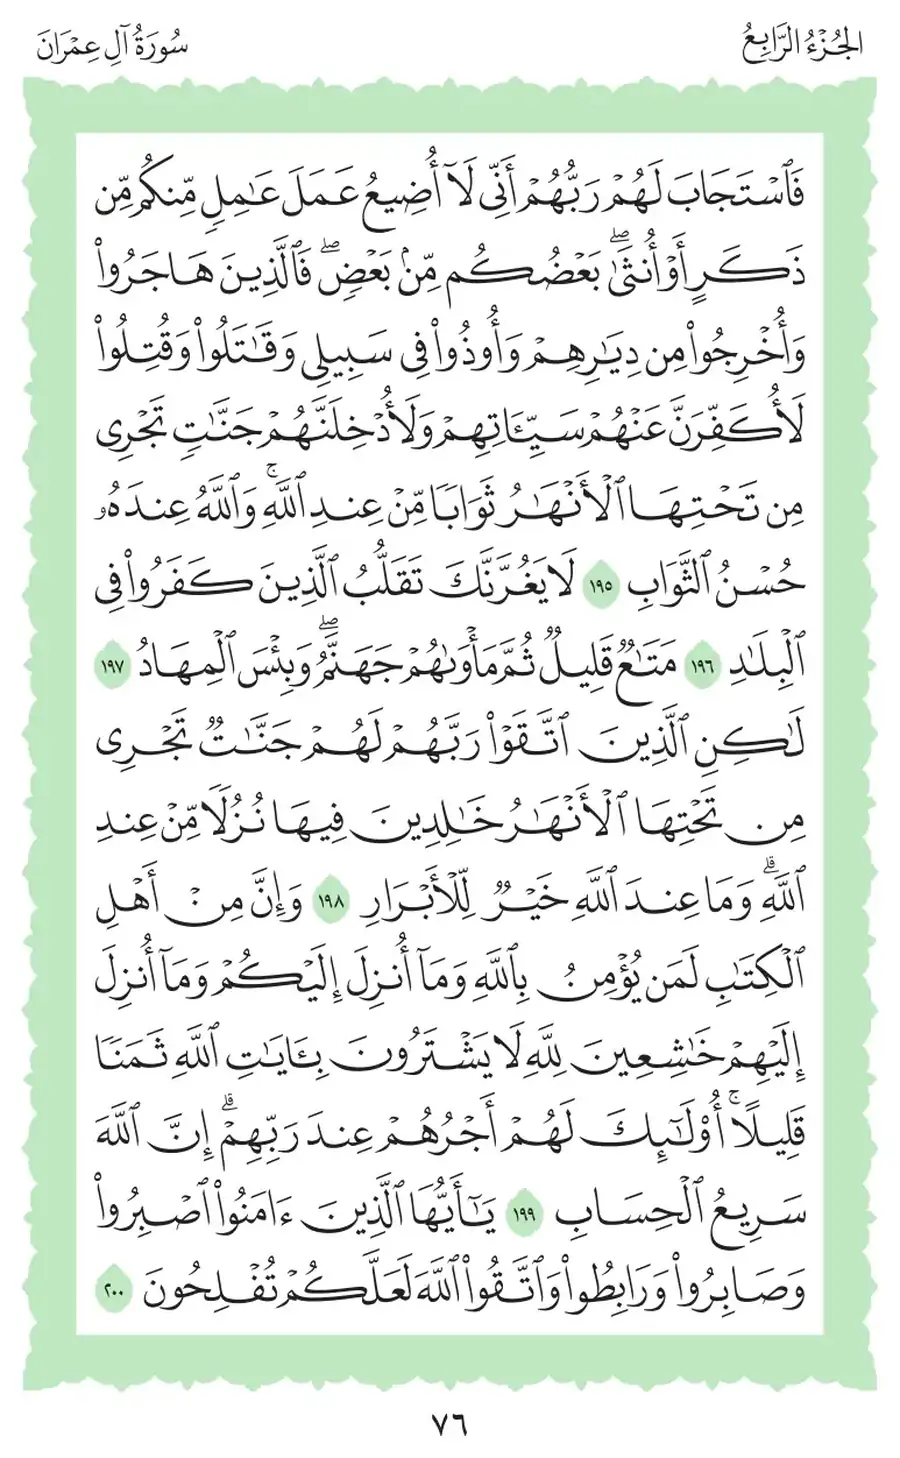 الجُزْءُ الرَّابِعُ
سُورَةُ آلِ عِمْرَانَ
فَٱسْتَجَابَ لَهُمْ رَبُّهُمْ أَنِّى لَآ أُضِيعُ عَمَلَ عَٰمِلٍ مِّنكُم مِّن
ذَكَرٍ أَوْ أُنثَىٰۖ بَعْضُكُم مِّنۢ بَعْضٍۖ فَٱلَّذِينَ هَاجَرُوا۟
وَأُخْرِجُوا۟ مِن دِيَٰرِهِمْ وَأُوذُوا۟ فِى سَبِيلِى وَقَٰتَلُوا۟ وَقُتِلُوا۟
لَأُكَفِّرَنَّ عَنْهُمْ سَيِّـَٔاتِهِمْ وَلَأُدْخِلَنَّهُمْ جَنَّٰتٍ تَجْرِى
مِن تَحْتِهَا ٱلْأَنْهَٰرُ ثَوَابًا مِّنْ عِندِ ٱللَّهِۚ وَٱللَّهُ عِندَهُۥ
حُسْنُ ٱلثَّوَابِ ١٩٥ لَا يَغُرَّنَّكَ تَقَلُّبُ ٱلَّذِينَ كَفَرُوا۟ فِى
ٱلْبِلَٰدِ ١٩٦ مَتَٰعٌ قَلِيلٌ ثُمَّ مَأْوَىٰهُمْ جَهَنَّمُۖ وَبِئْسَ ٱلْمِهَادُ ١٩٧
لَٰكِنِ ٱلَّذِينَ ٱتَّقَوْا۟ رَبَّهُمْ لَهُمْ جَنَّٰتٌ تَجْرِى
مِن تَحْتِهَا ٱلْأَنْهَٰرُ خَٰلِدِينَ فِيهَا نُزُلًا مِّنْ عِندِ
ٱللَّهِۗ وَمَا عِندَ ٱللَّهِ خَيْرٌ لِّلْأَبْرَارِ ١٩٨ وَإِنَّ مِنْ أَهْلِ
ٱلْكِتَٰبِ لَمَن يُؤْمِنُ بِٱللَّهِ وَمَآ أُنزِلَ إِلَيْكُمْ وَمَآ أُنزِلَ
إِلَيْهِمْ خَٰشِعِينَ لِلَّهِ لَا يَشْتَرُونَ بِـَٔايَٰتِ ٱللَّهِ ثَمَنًا
قَلِيلًاۚ أُو۟لَٰٓئِكَ لَهُمْ أَجْرُهُمْ عِندَ رَبِّهِمْۗ إِنَّ ٱللَّهَ
سَرِيعُ ٱلْحِسَابِ ١٩٩ يَٰٓأَيُّهَا ٱلَّذِينَ ءَامَنُوا۟ ٱصْبِرُوا۟
وَصَابِرُوا۟ وَرَابِطُوا۟ وَٱتَّقُوا۟ ٱللَّهَ لَعَلَّكُمْ تُفْلِحُونَ ٢٠٠
٧٦